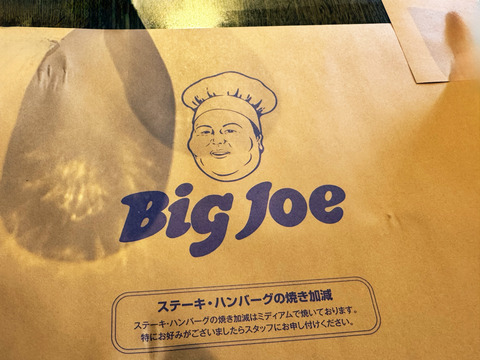 Big Joe
ステーキ・ハンバーグの焼き加減
ステーキ・ハンバーグの焼き加減はミディアムで焼いております。
特にお好みがございましたらスタッフにお申し付けください。